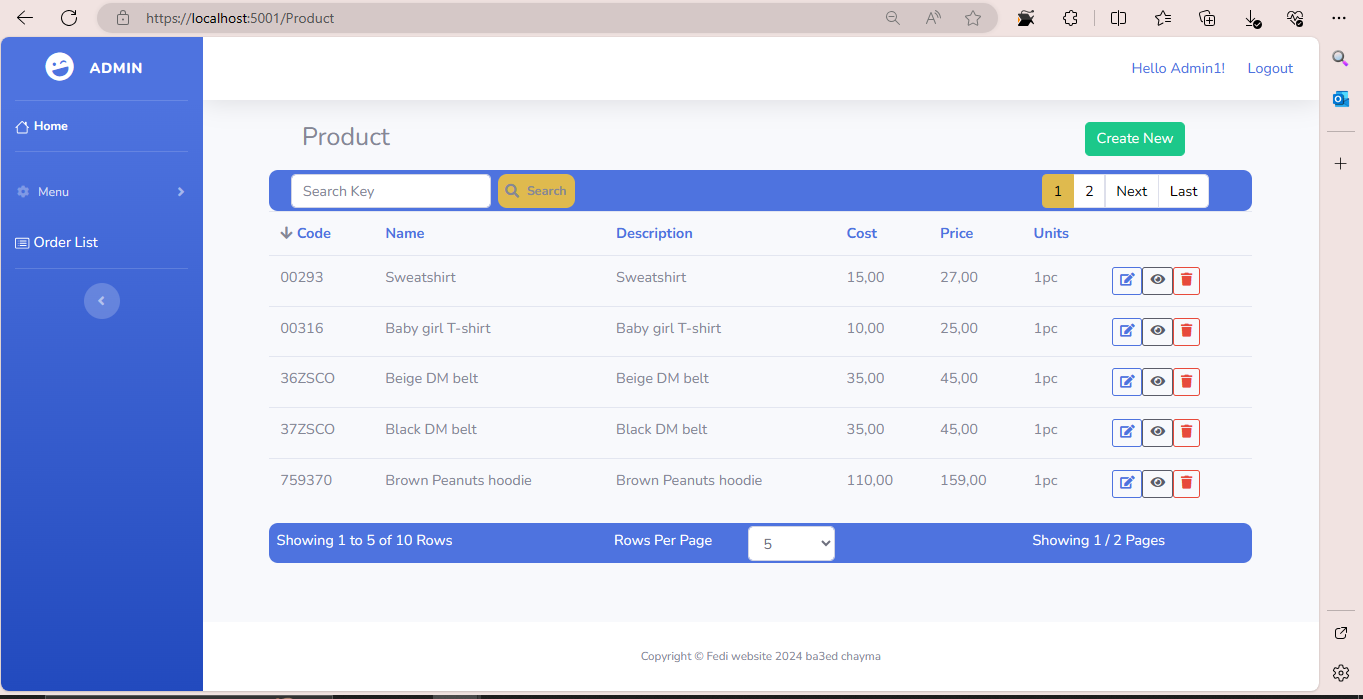 https://localhost:5001/Product
ADMIN
Hello Admin1! Logout
Home
Menu
Order List
Product
Create New
Search Key Search 1 2 Next Last
Code Name Description Cost Price Units
00293 Sweatshirt Sweatshirt 15,00 27,00 1pc
00316 Baby girl T-shirt Baby girl T-shirt 10,00 25,00 1pc
36ZSCO Beige DM belt Beige DM belt 35,00 45,00 1pc
37ZSCO Black DM belt Black DM belt 35,00 45,00 1pc
759370 Brown Peanuts hoodie Brown Peanuts hoodie 110,00 159,00 1pc
Showing 1 to 5 of 10 Rows Rows Per Page 5 Showing 1 / 2 Pages
Copyright © Fedi website 2024 ba3ed chayma